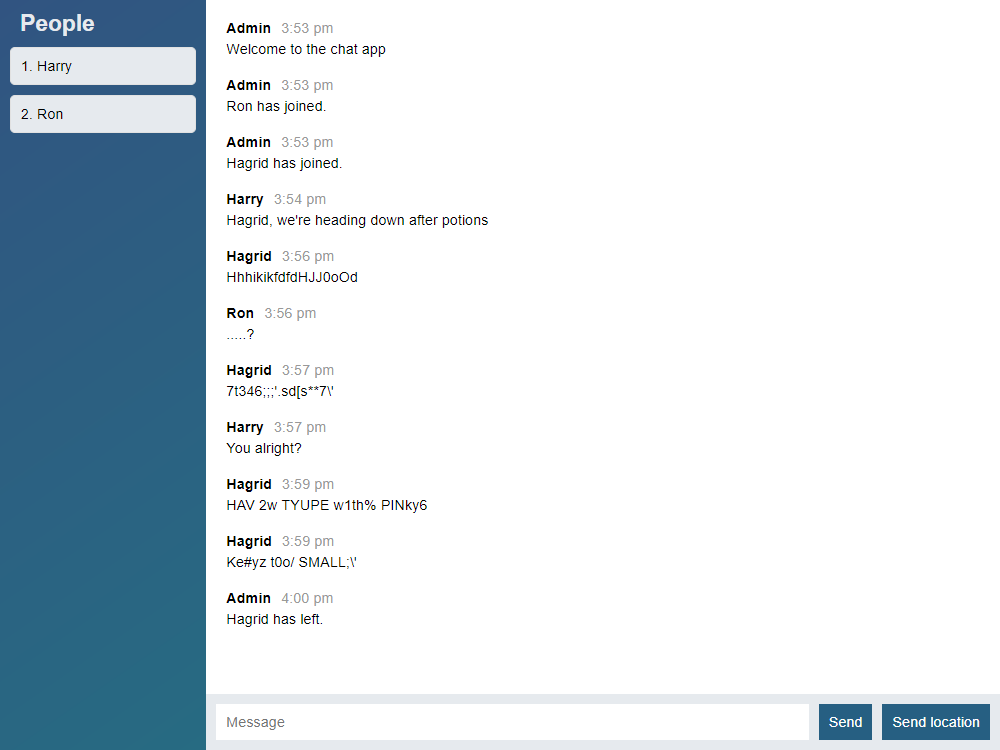 People
1. Harry
2. Ron
Admin 3:53 pm
Welcome to the chat app
Admin 3:53 pm
Ron has joined.
Admin 3:53 pm
Hagrid has joined.
Harry 3:54 pm
Hagrid, we're heading down after potions
Hagrid 3:56 pm
HhhikikfdfdHJJ0oOd
Ron 3:56 pm
.....?
Hagrid 3:57 pm
7t346;;;'.sd[s**7\'
Harry 3:57 pm
You alright?
Hagrid 3:59 pm
HAV 2w TYUPE w1th% PINky6
Hagrid 3:59 pm
Ke#yz t0o/ SMALL;\'
Admin 4:00 pm
Hagrid has left.
Message Send Send location